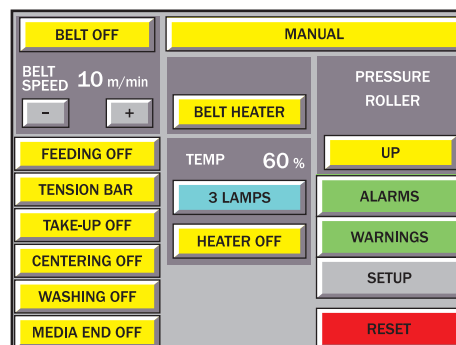 BELT OFF
MANUAL
BELT
SPEED 10 m/min
- +
BELT HEATER
PRESSURE
ROLLER
UP
FEEDING OFF
TENSION BAR
TAKE-UP OFF
CENTERING OFF
WASHING OFF
MEDIA END OFF
TEMP 60 %
3 LAMPS
HEATER OFF
ALARMS
WARNINGS
SETUP
RESET